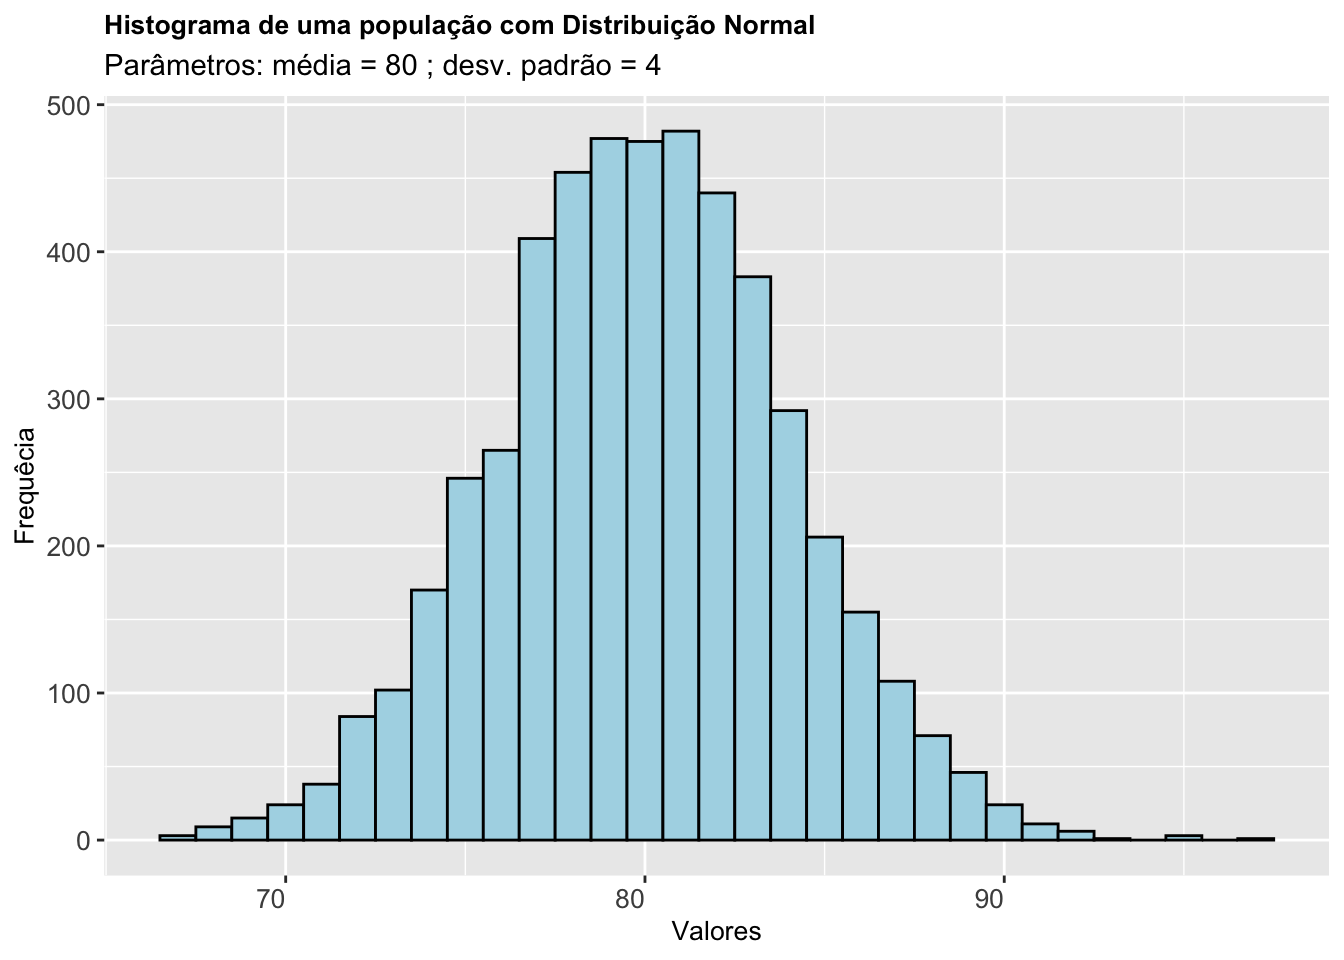 Histograma de uma população com Distribuição Normal
Parâmetros: média = 80 ; desv. padrão = 4
500
400
300
200
100
0
Frequêcia
70 80 90
Valores